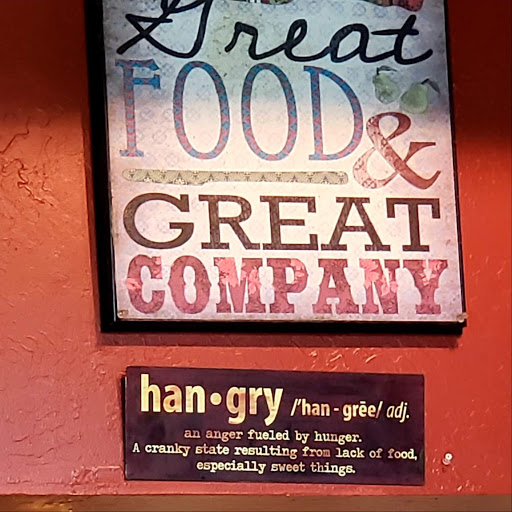 Great
FOOD
&
GREAT
COMPANY
han•gry /'han - grēe/ adj.
an anger fueled by hunger.
A cranky state resulting from lack of food,
especially sweet things.